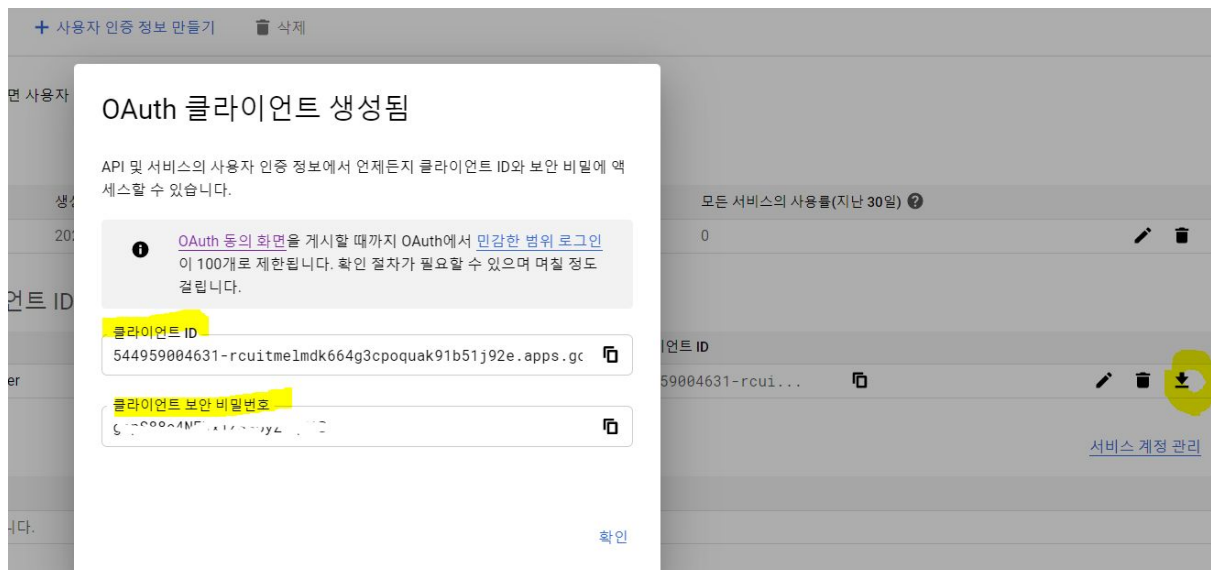 사용자 인증 정보 만들기
삭제
면 사용자
OAuth 클라이언트 생성됨
API 및 서비스의 사용자 인증 정보에서 언제든지 클라이언트 ID와 보안 비밀에 액
세스할 수 있습니다.
모든 서비스의 사용률(지난 30일)
OAuth 동의 화면을 게시할 때까지 OAuth에서 민감한 범위 로그인
0
이 100개로 제한됩니다. 확인 절차가 필요할 수 있으며 며칠 정도
걸립니다.
언트 ID
클라이언트 ID
이언트 ID
544959004631-rcuitmelmdk664g3cpoquak91b51j92e.apps.gc
er
59004631-rcui...
클라이언트 보안 비밀번호
서비스 계정 관리
니다.
확인